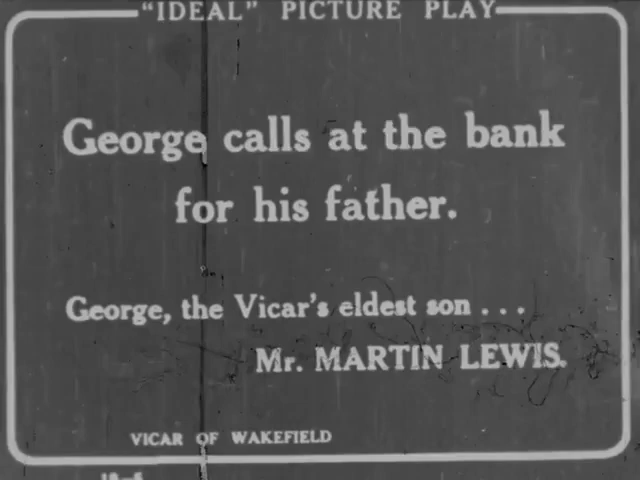 "IDEAL" PICTURE PLAY
George calls at the bank
for his father.
George, the Vicar's eldest son . . .
Mr. MARTIN LEWIS.
VICAR OF WAKEFIELD